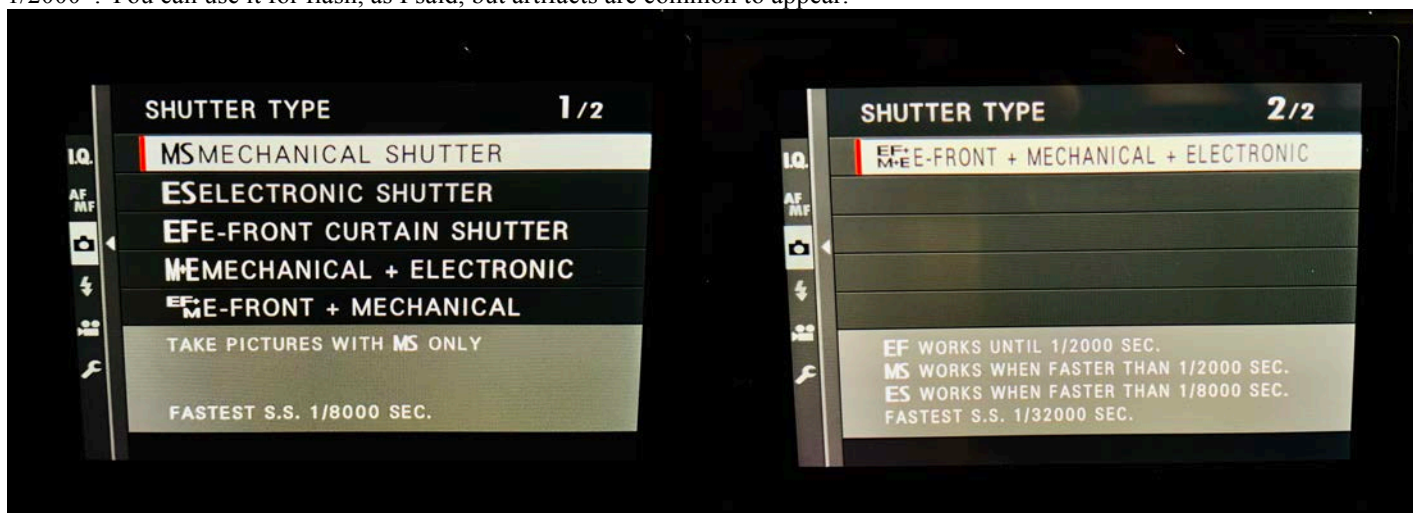 1/2000". You can use it for flash, as I said, but artifacts are common to appear.
SHUTTER TYPE 1/2
I.Q.
AF
MF
MS MECHANICAL SHUTTER
ES ELECTRONIC SHUTTER
EF E-FRONT CURTAIN SHUTTER
M+E MECHANICAL + ELECTRONIC
EF+
M E-FRONT + MECHANICAL
TAKE PICTURES WITH MS ONLY
FASTEST S.S. 1/8000 SEC.
SHUTTER TYPE 2/2
I.Q.
AF
MF
EF+
M+E E-FRONT + MECHANICAL + ELECTRONIC
EF WORKS UNTIL 1/2000 SEC.
MS WORKS WHEN FASTER THAN 1/2000 SEC.
ES WORKS WHEN FASTER THAN 1/8000 SEC.
FASTEST S.S. 1/32000 SEC.